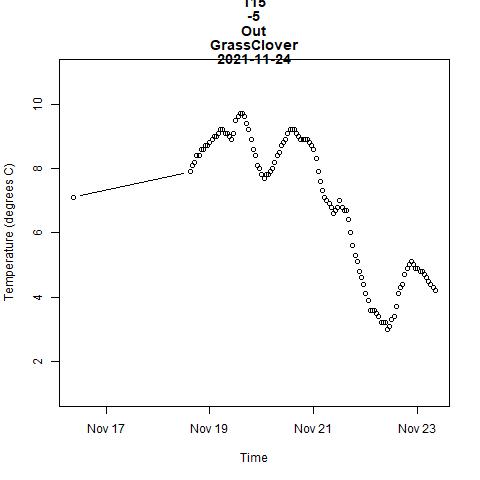 T15
-5
Out
GrassClover
2021-11-24
Temperature (degrees C)
10
8
6
4
2
Nov 17 Nov 19 Nov 21 Nov 23
Time